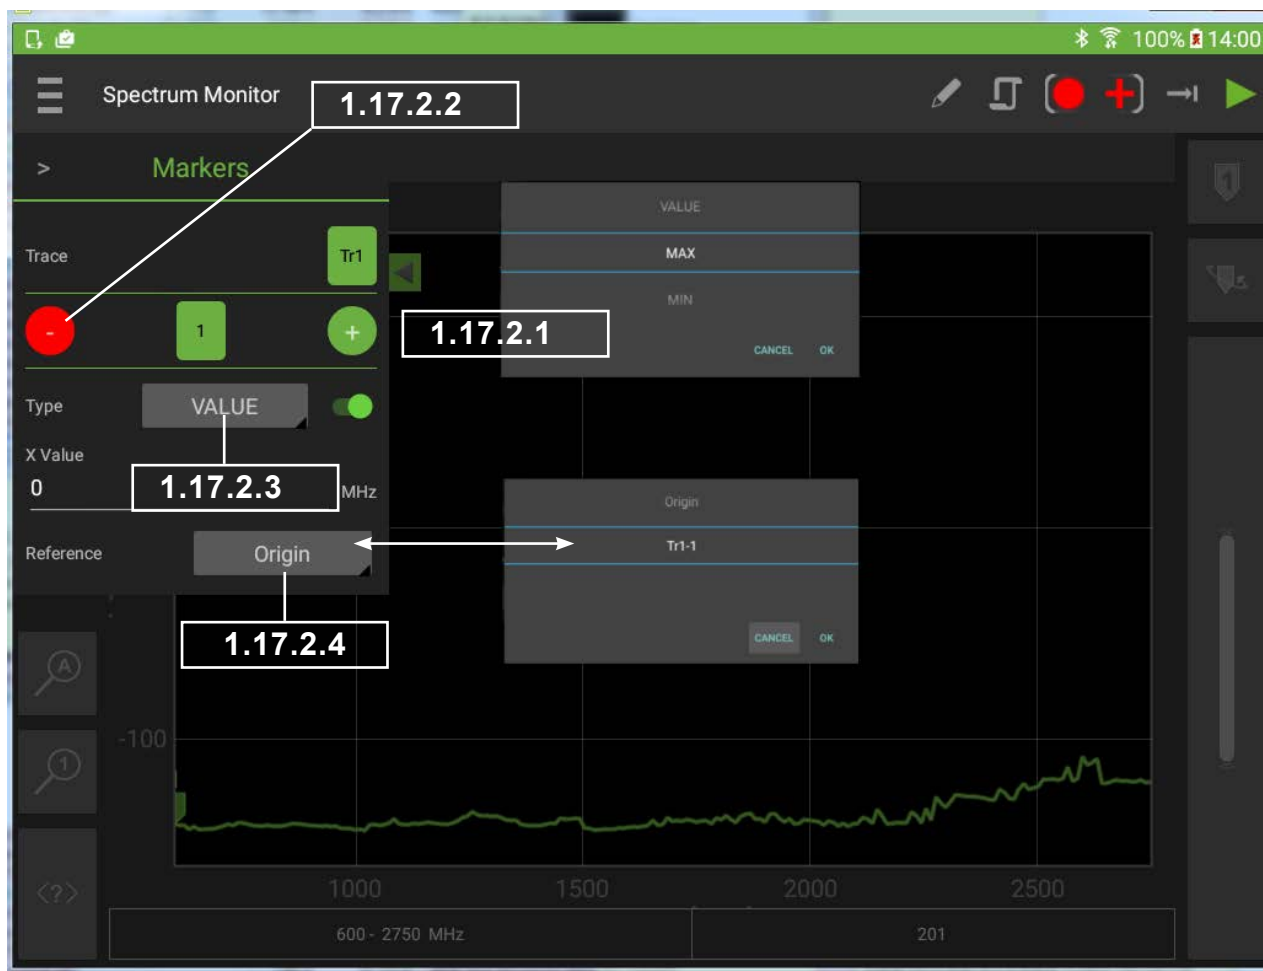 100% 14:00
Spectrum Monitor
1.17.2.2
> Markers
1
VALUE
MAX
MIN
CANCEL OK
Trace Tr1
- 1 +
1.17.2.1
Type VALUE
X Value
0 MHz
1.17.2.3
Origin
Tr1-1
CANCEL OK
Reference Origin
1.17.2.4
A
-100
1
<?>
1000 1500 2000 2500
600 - 2750 MHz 201